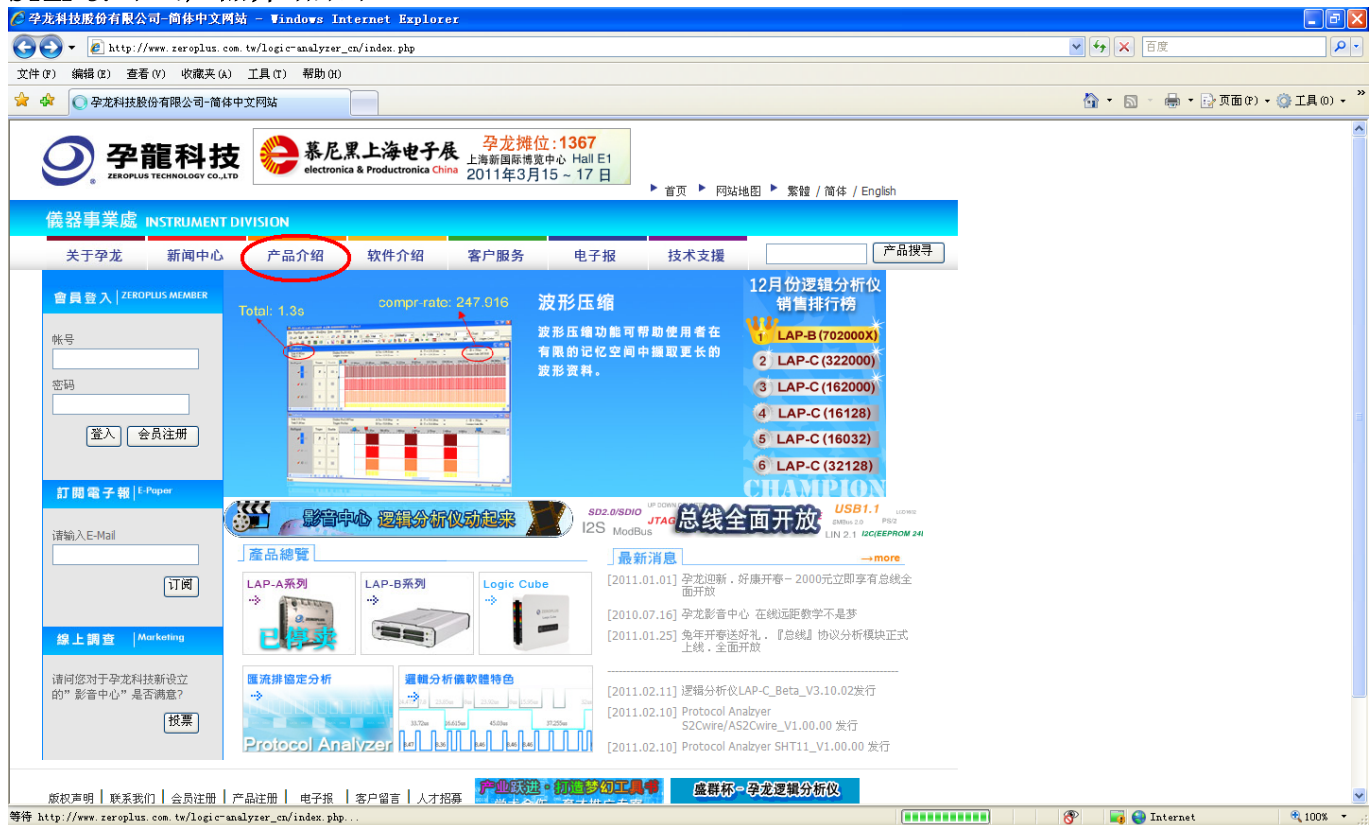 孕龙科技股份有限公司-简体中文网站 - Windows Internet Explorer
http://www.zeroplus.com.tw/logic-analyzer_cn/index.php
百度
文件(F) 编辑(E) 查看(V) 收藏夹(A) 工具(T) 帮助(H)
孕龙科技股份有限公司-简体中文网站
页面(P) 工具(O)
孕龍科技
ZEROPLUS TECHNOLOGY CO.,LTD
慕尼黑上海电子展
electronica & Productronica China
孕龙摊位:1367
上海新国际博览中心 Hall E1
2011年3月15 ~ 17 日
首页 网站地图 繁體 / 简体 / English
儀器事業處 INSTRUMENT DIVISION
关于孕龙 新闻中心 产品介绍 软件介绍 客户服务 电子报 技术支援 产品搜寻
會員登入 ZEROPLUS MEMBER
帐号
密码
登入 会员注册
訂閱電子報 E-Paper
请输入E-Mail
订阅
線上調查 Marketing
请问您对于孕龙科技新设立
的”影音中心”是否满意?
投票
Total: 1.3s
compr-rate: 247.916
波形压缩
波形压缩功能可帮助使用者在
有限的记忆空间中撷取更长的
波形资料。
12月份逻辑分析仪
销售排行榜
1 LAP-B (702000X)
2 LAP-C (322000)
3 LAP-C (162000)
4 LAP-C (16128)
5 LAP-C (16032)
6 LAP-C (32128)
CHAMPION
影音中心 逻辑分析仪动起来
SD2.0/SDIO
I2S ModBus
JTAG
总线全面开放
USB1.1
LIN 2.1 I2C(EEPROM 24L
產品總覽
LAP-A系列
已停卖
LAP-B系列
Logic Cube
匯流排協定分析
Protocol Analyzer
邏輯分析儀軟體特色
最新消息
→more
[2011.01.01] 孕龙迎新．好康开春－2000元立即享有总线全
面开放
[2010.07.16] 孕龙影音中心 在线远距教学不是梦
[2011.01.25] 兔年开春送好礼．『总线』协议分析模块正式
上线．全面开放
[2011.02.11] 逻辑分析仪LAP-C_Beta_V3.10.02发行
[2011.02.10] Protocol Analzyer
S2Cwire/AS2Cwire_V1.00.00 发行
[2011.02.10] Protocol Analzyer SHT11_V1.00.00 发行
版权声明 联系我们 会员注册 产品注册 电子报 客户留言 人才招募
产业跃进 · 打造梦幻工具书
盛群杯－孕龙逻辑分析仪
等待 http://www.zeroplus.com.tw/logic-analyzer_cn/index.php...
Internet
100%